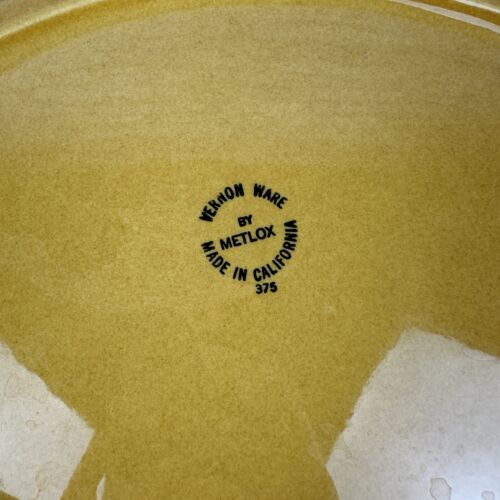 VERNON WARE
BY
METLOX
MADE IN CALIFORNIA
375